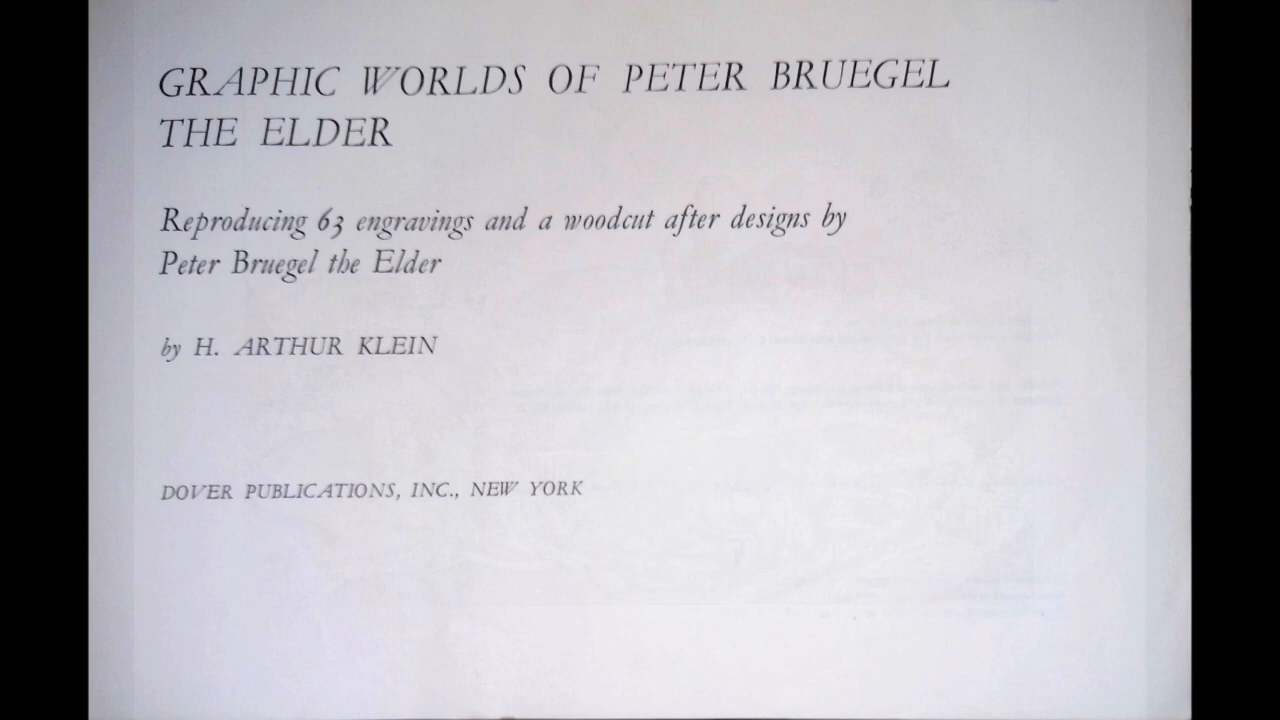 GRAPHIC WORLDS OF PETER BRUEGEL
THE ELDER
Reproducing 63 engravings and a woodcut after designs by
Peter Bruegel the Elder
by H. ARTHUR KLEIN
DOVER PUBLICATIONS, INC., NEW YORK